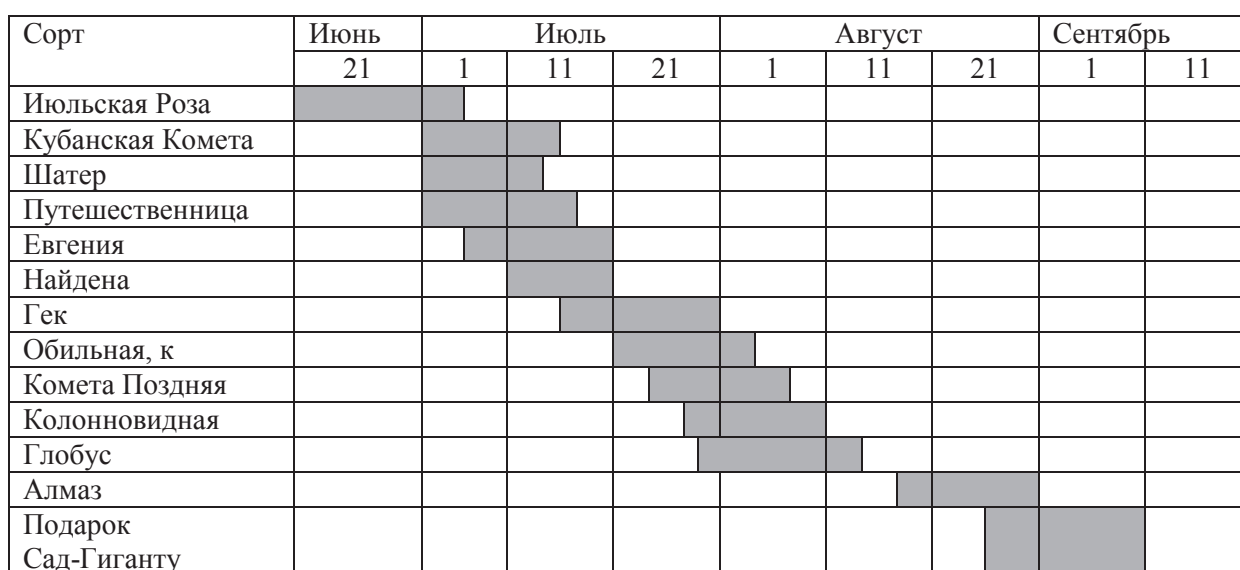 Сорт Июнь Июль Август Сентябрь
21 1 11 21 1 11 21 1 11
Июльская Роза
Кубанская Комета
Шатер
Путешественница
Евгения
Найдена
Гек
Обильная, к
Комета Поздняя
Колонновидная
Глобус
Алмаз
Подарок
Сад-Гиганту